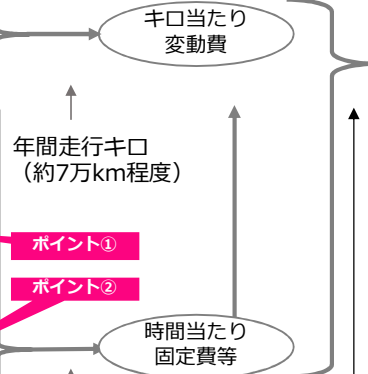 キロ当たり
変動費
年間走行キロ
（約7万km程度）
ポイント①
ポイント②
時間当たり
固定費等